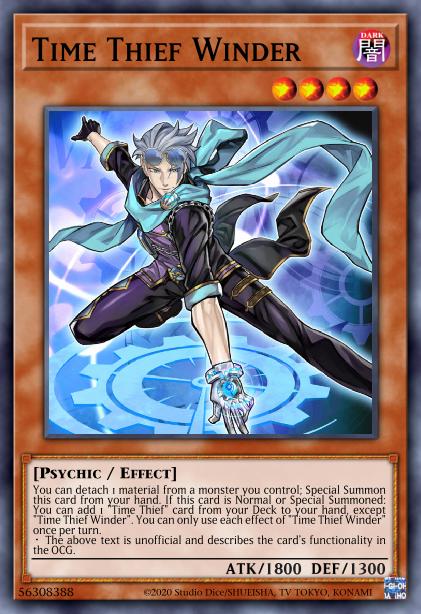 TIME THIEF WINDER
DARK
闇
[PSYCHIC / EFFECT]
You can detach 1 material from a monster you control; Special Summon
this card from your hand. If this card is Normal or Special Summoned:
You can add 1 "Time Thief" card from your Deck to your hand, except
"Time Thief Winder". You can only use each effect of "Time Thief Winder"
once per turn.
· The above text is unofficial and describes the card's functionality in
the OCG.
ATK/1800 DEF/1300
56308388
©2020 Studio Dice/SHUEISHA, TV TOKYO, KONAMI